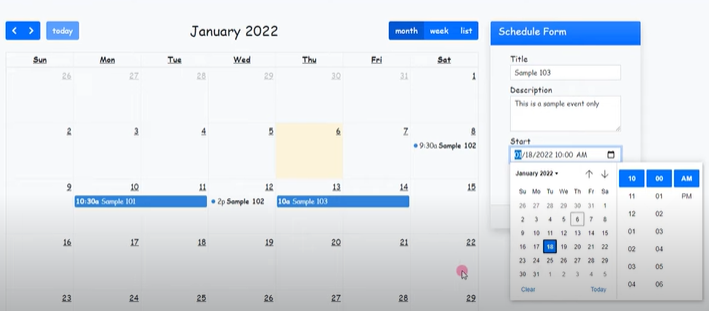 today
January 2022
month week list
Sun Mon Tue Wed Thu Fri Sat
26 27 28 29 30 31 1
2 3 4 5 6 7 8
9:30a Sample 102
9 10 11 12 13 14 15
10:30a Sample 101
2p Sample 102
10a Sample 103
16 17 18 19 20 21 22
23 24 25 26 27 28 29
Schedule Form
Title
Sample 103
Description
This is a sample event only
Start
/18/2022 10:00 AM
January 2022
Su Mo Tu We Th Fr Sa
26 27 28 29 30 31 1
2 3 4 5 6 7 8
9 10 11 12 13 14 15
16 17 18 19 20 21 22
23 24 25 26 27 28 29
30 31 1 2 3 4 5
Clear Today
10 00 AM
11 01 PM
12 02
01 03
02 04
03 05
04 06